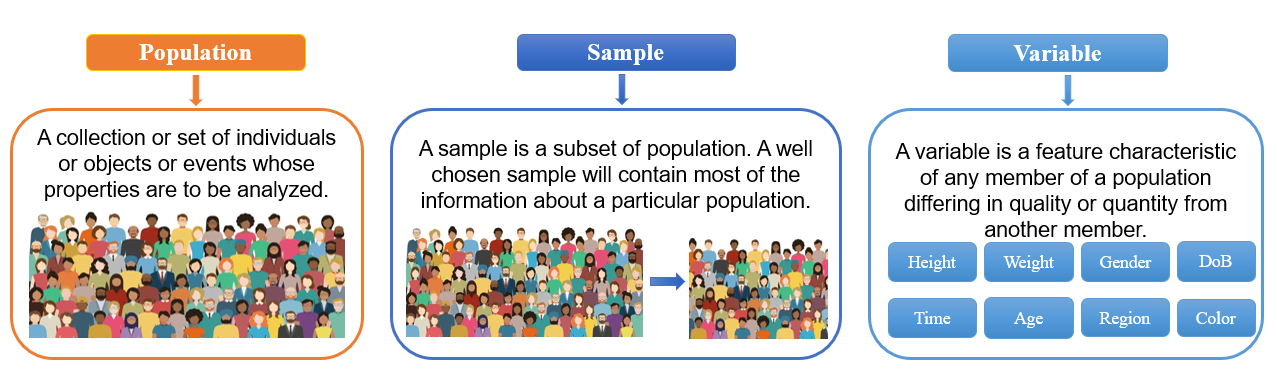 Population
A collection or set of individuals
or objects or events whose
properties are to be analyzed.
Sample
A sample is a subset of population. A well
chosen sample will contain most of the
information about a particular population.
Variable
A variable is a feature characteristic
of any member of a population
differing in quality or quantity from
another member.
Height Weight Gender DoB
Time Age Region Color